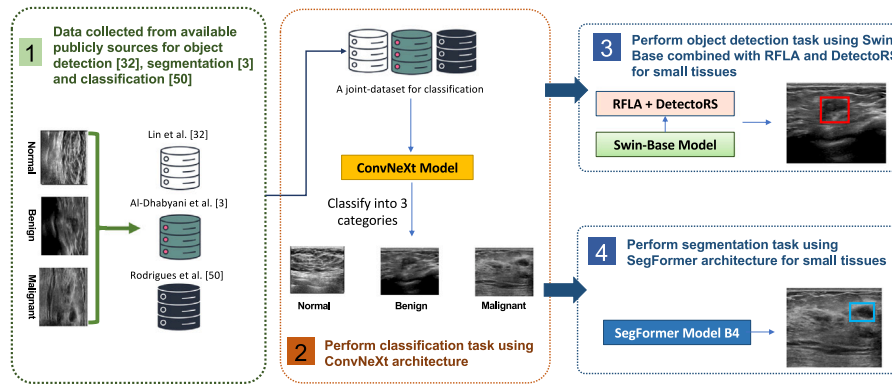 1
Data collected from available
publicly sources for object
detection [32], segmentation [3]
and classification [50]
Normal
Benign
Malignant
Lin et al. [32]
Al-Dhabyani et al. [3]
Rodrigues et al. [50]
A joint-dataset for classification
ConvNeXt Model
Classify into 3
categories
Normal
Benign
Malignant
2
Perform classification task using
ConvNeXt architecture
3
Perform object detection task using Swin
Base combined with RFLA and DetectoRS
for small tissues
RFLA + DetectoRS
Swin-Base Model
4
Perform segmentation task using
SegFormer architecture for small tissues
SegFormer Model B4